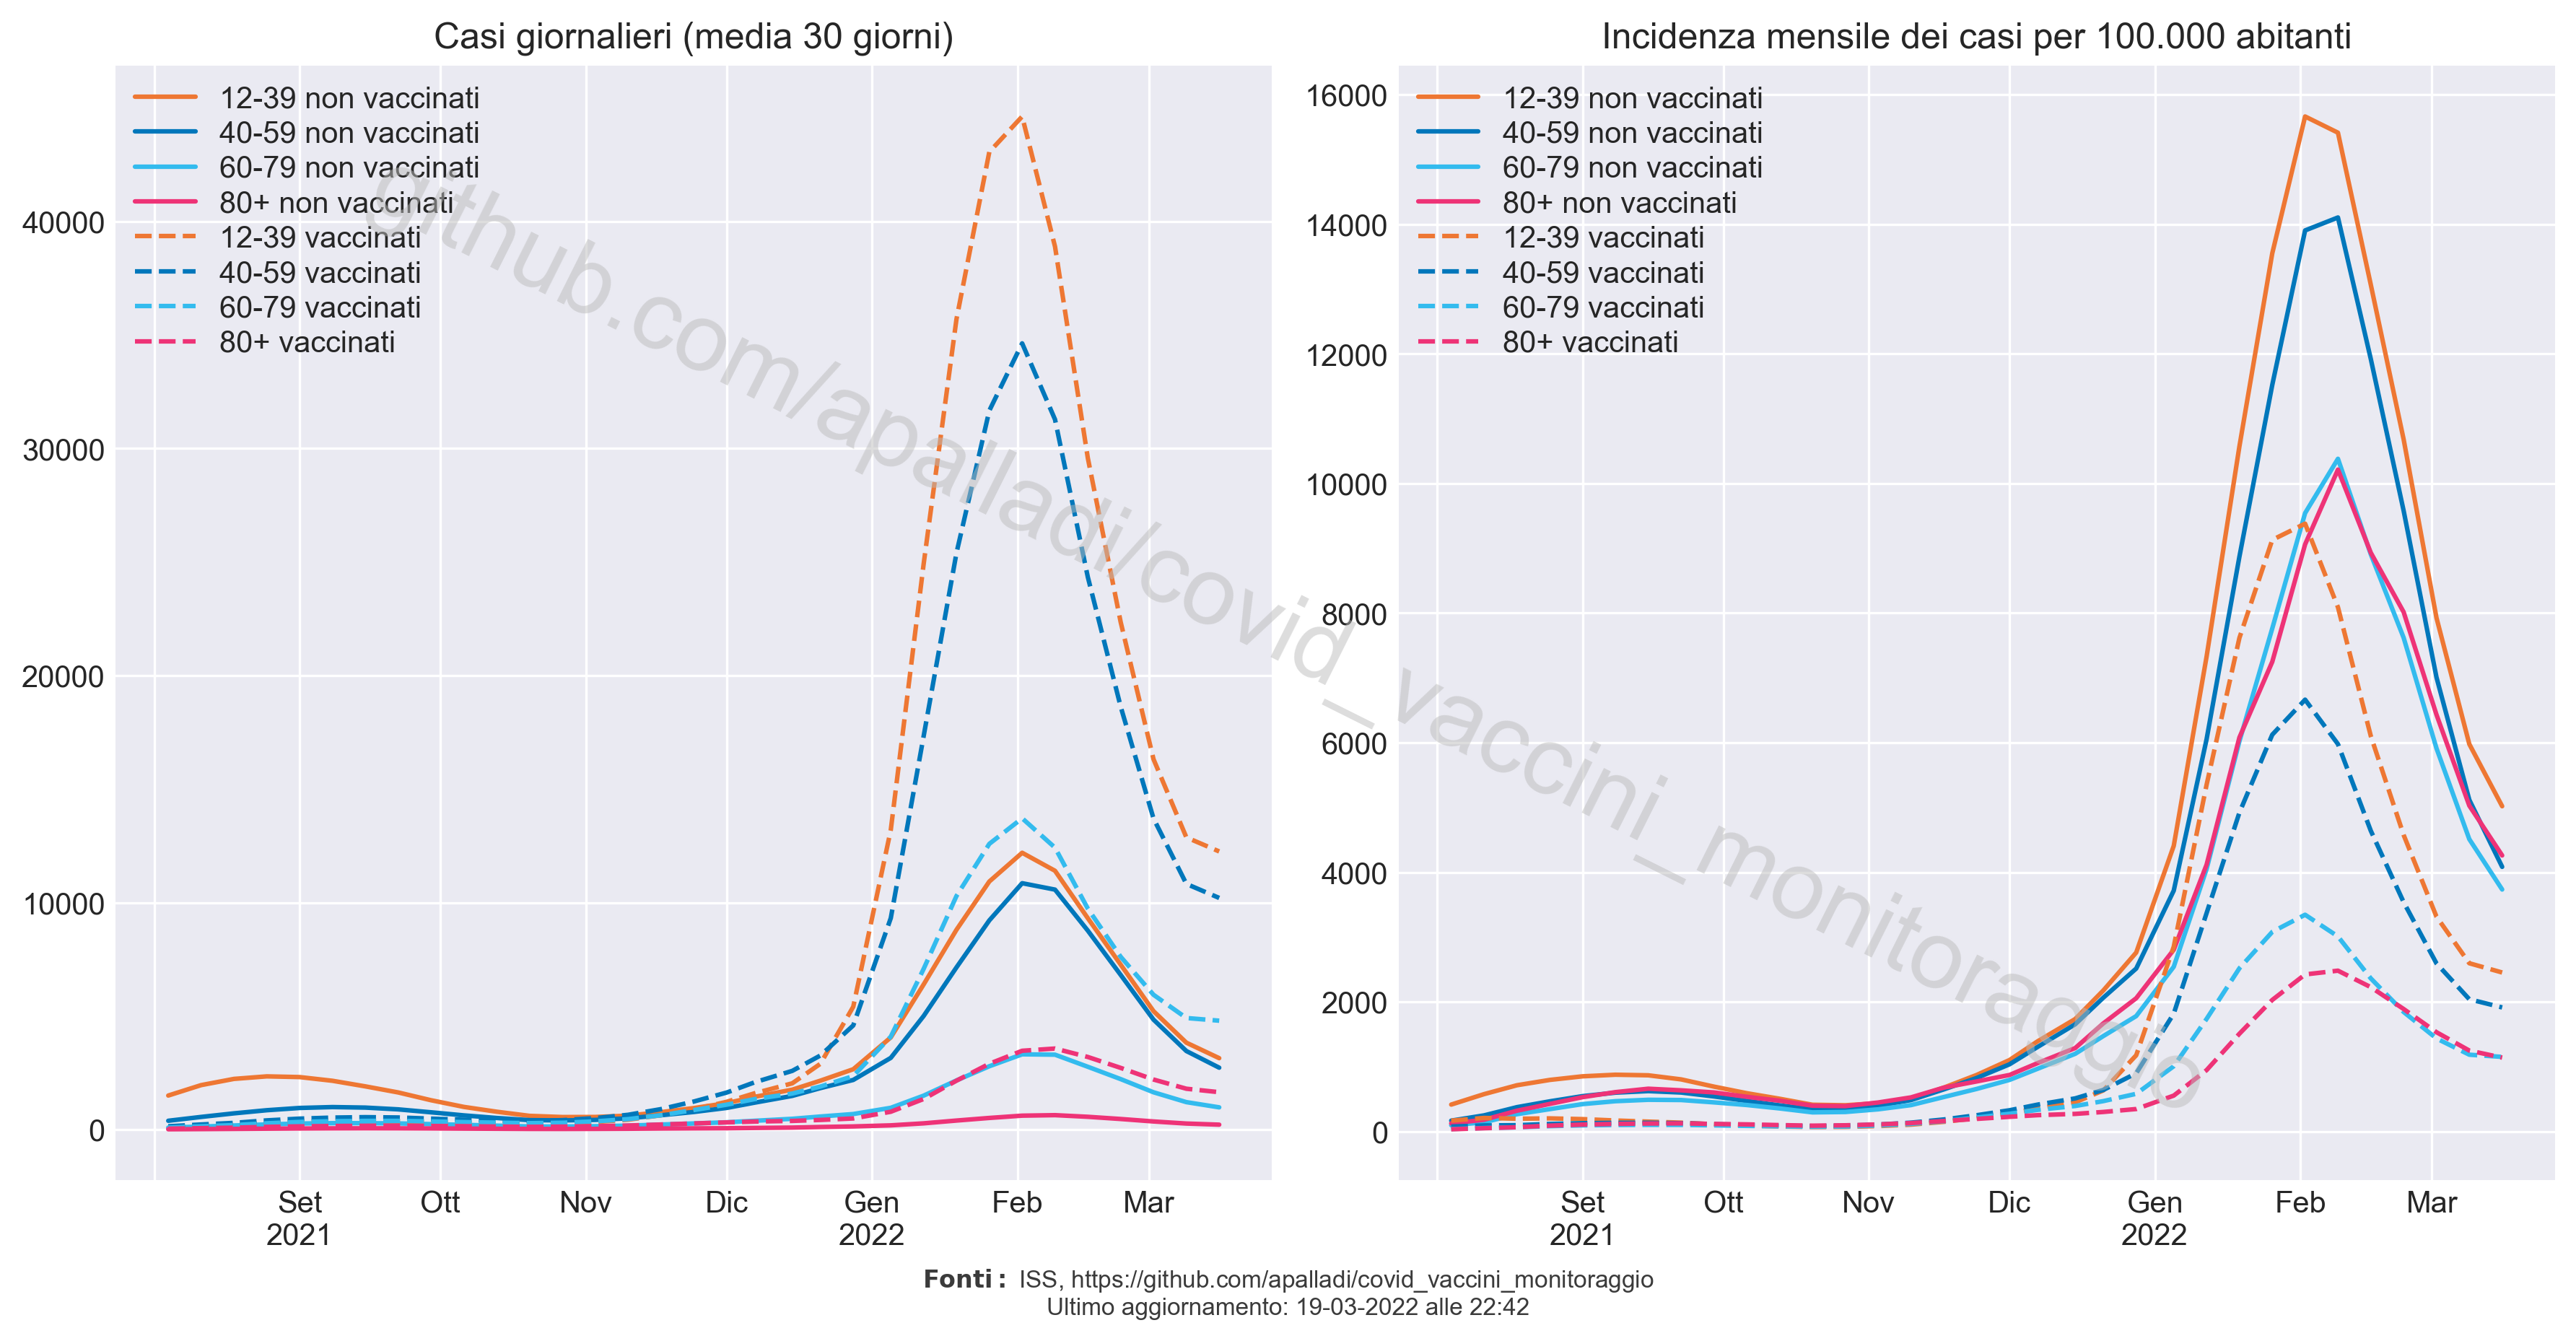 Casi giornalieri (media 30 giorni)
12-39 non vaccinati
40-59 non vaccinati
60-79 non vaccinati
80+ non vaccinati
12-39 vaccinati
40-59 vaccinati
60-79 vaccinati
80+ vaccinati
40000
30000
20000
10000
0
Set Ott Nov Dic Gen Feb Mar
2021 2022
Incidenza mensile dei casi per 100.000 abitanti
12-39 non vaccinati
40-59 non vaccinati
60-79 non vaccinati
80+ non vaccinati
12-39 vaccinati
40-59 vaccinati
60-79 vaccinati
80+ vaccinati
16000
14000
12000
10000
8000
6000
4000
2000
0
Set Ott Nov Dic Gen Feb Mar
2021 2022
github.com/apalladi/covid_vaccini_monitoraggio
Fonti: ISS, https://github.com/apalladi/covid_vaccini_monitoraggio
Ultimo aggiornamento: 19-03-2022 alle 22:42